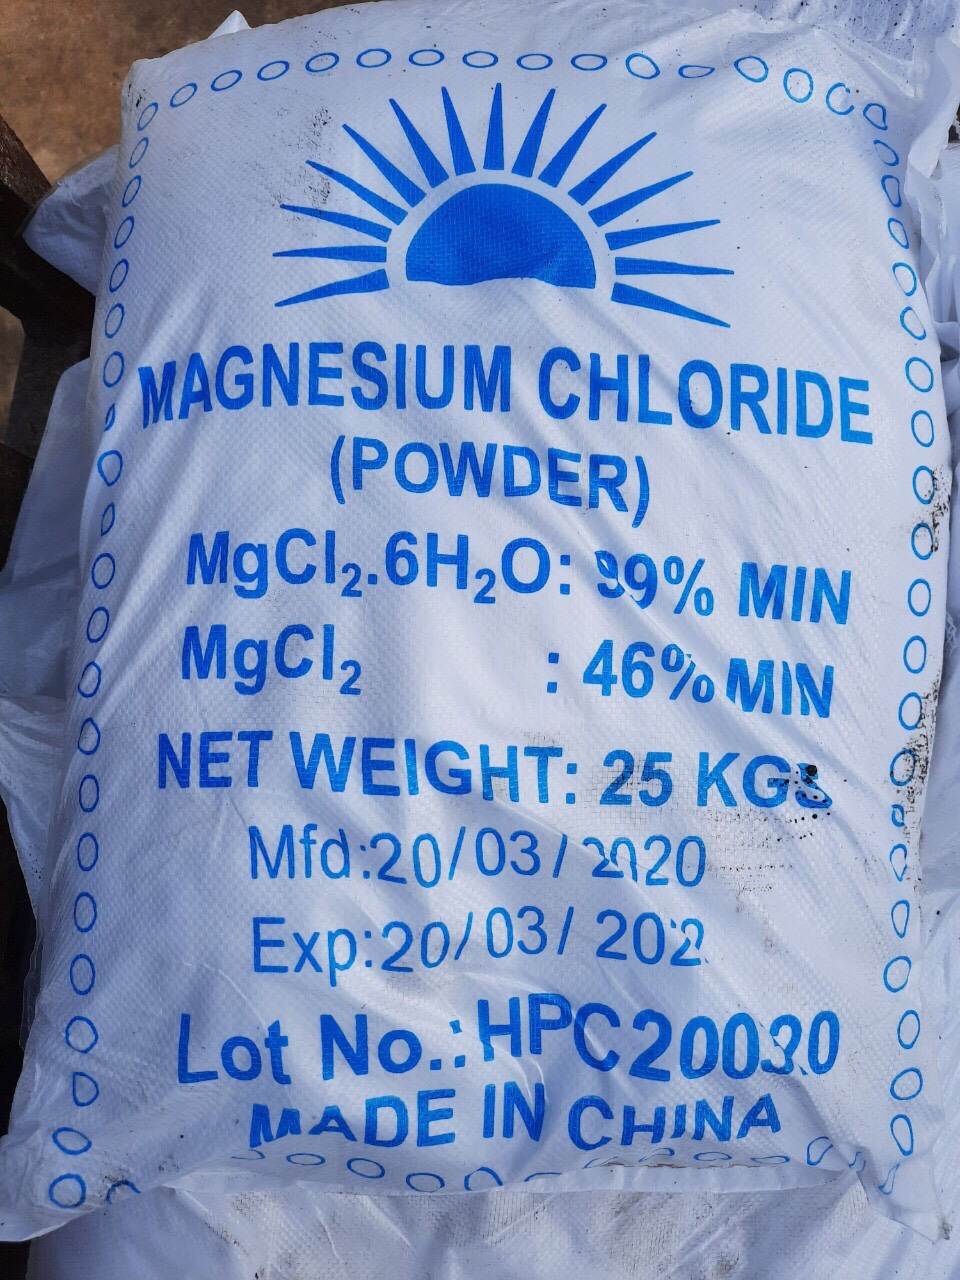 MAGNESIUM CHLORIDE
(POWDER)
MgCl₂.6H₂O: 99% MIN
MgCl₂ : 46% MIN
NET WEIGHT: 25 KGS
Mfd:20/03/2020
Exp:20/03/202
Lot No.:HPC20030
MADE IN CHINA